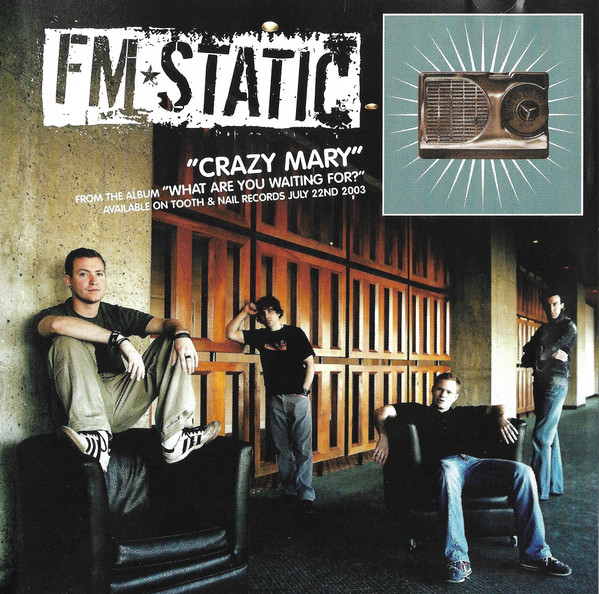 FM★STATIC
"CRAZY MARY"
FROM THE ALBUM "WHAT ARE YOU WAITING FOR?"
AVAILABLE ON TOOTH & NAIL RECORDS JULY 22ND 2003